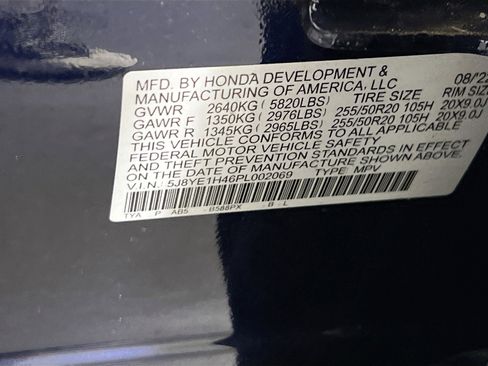 MFD. BY HONDA DEVELOPMENT & 08/22
MANUFACTURING OF AMERICA, LLC
GVWR 2640KG (5820LBS) TIRE SIZE RIM SIZE
GAWR F 1350KG (2976LBS) 255/50R20 105H 20X9.0J
GAWR R 1345KG (2965LBS) 255/50R20 105H 20X9.0J
THIS VEHICLE CONFORMS TO ALL APPLICABLE
FEDERAL MOTOR VEHICLE SAFETY, BUMPER,
AND THEFT PREVENTION STANDARDS IN EFFECT
ON THE DATE OF MANUFACTURE SHOWN ABOVE.
V.I.N.: 5J8YE1H46PL002069 TYPE: MPV
TYA P AB5 - B588PX B - L